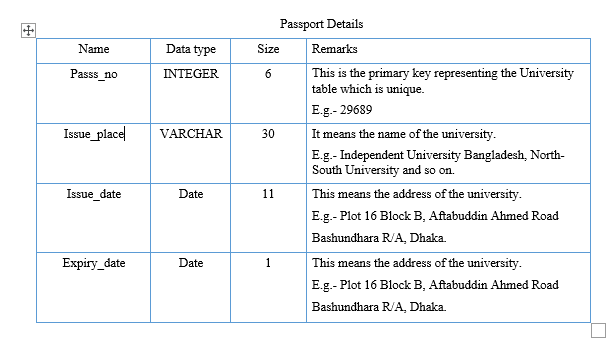 Passport Details
Name Data type Size Remarks
Passs_no INTEGER 6 This is the primary key representing the University
table which is unique.
E.g.- 29689
Issue_place VARCHAR 30 It means the name of the university.
E.g.- Independent University Bangladesh, North-
South University and so on.
Issue_date Date 11 This means the address of the university.
E.g.- Plot 16 Block B, Aftabuddin Ahmed Road
Bashundhara R/A, Dhaka.
Expiry_date Date 1 This means the address of the university.
E.g.- Plot 16 Block B, Aftabuddin Ahmed Road
Bashundhara R/A, Dhaka.